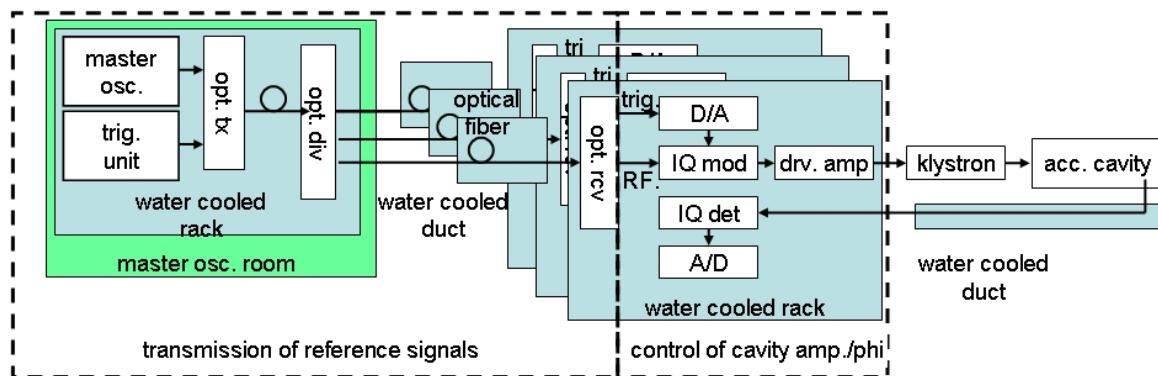 master
osc.
trig.
unit
opt. tx
opt. div
water cooled
rack
master osc. room
optical
fiber
water cooled
duct
tri
tri
opt. rcv
trig.
RF.
D/A
IQ mod
drv. amp
klystron
acc. cavity
IQ det
A/D
water cooled rack
water cooled
duct
transmission of reference signals
control of cavity amp./phi